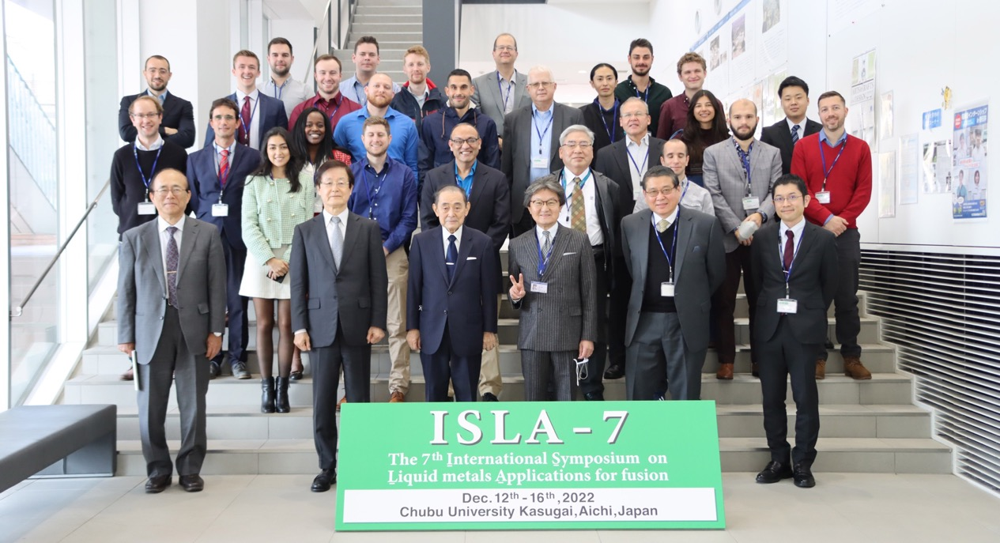 ISLA-7
The 7th International Symposium on
Liquid metals Applications for fusion
Dec.12th-16th,2022
Chubu University Kasugai,Aichi,Japan